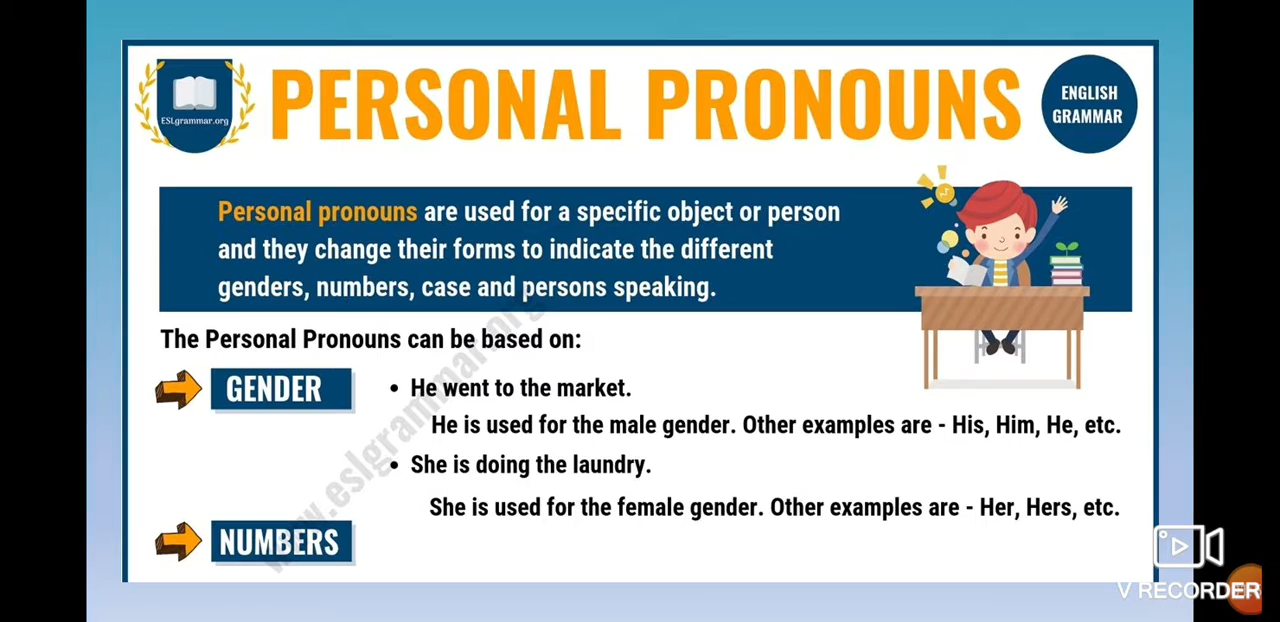 ESLgrammar.org
PERSONAL PRONOUNS
ENGLISH
GRAMMAR
Personal pronouns are used for a specific object or person
and they change their forms to indicate the different
genders, numbers, case and persons speaking.
The Personal Pronouns can be based on:
GENDER
• He went to the market.
He is used for the male gender. Other examples are - His, Him, He, etc.
• She is doing the laundry.
She is used for the female gender. Other examples are - Her, Hers, etc.
NUMBERS
www.eslgrammar.org
V RECORDER